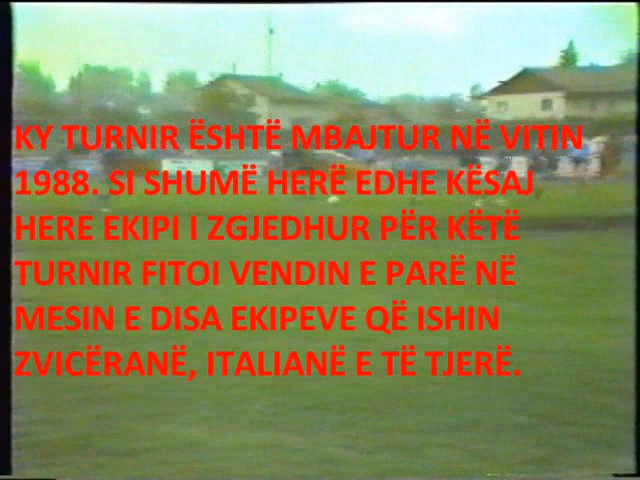 KY TURNIR ËSHTË MBAJTUR NË VITIN
1988. SI SHUMË HERË EDHE KËSAJ
HERE EKIPI I ZGJEDHUR PËR KËTË
TURNIR FITOI VENDIN E PARË NË
MESIN E DISA EKIPEVE QË ISHIN
ZVICËRANË, ITALIANË E TË TJERË.